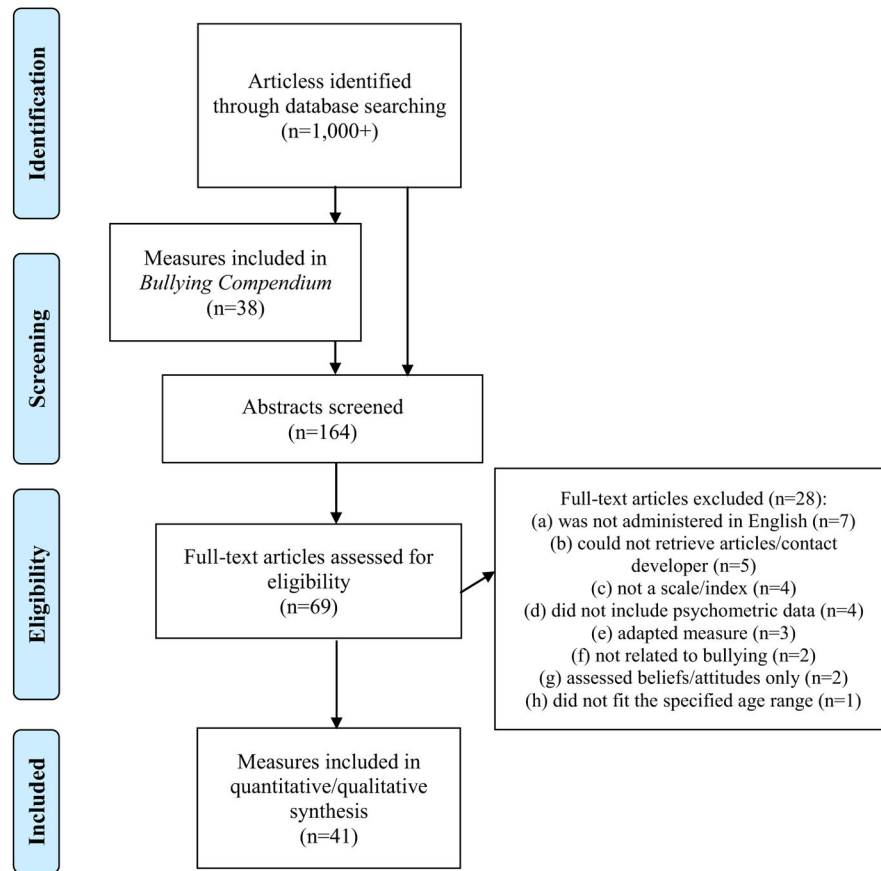 Identification
Articless identified
through database searching
(n=1,000+)
Measures included in
Bullying Compendium
(n=38)
Screening
Abstracts screened
(n=164)
Eligibility
Full-text articles assessed for
eligibility
(n=69)
Full-text articles excluded (n=28):
(a) was not administered in English (n=7)
(b) could not retrieve articles/contact
developer (n=5)
(c) not a scale/index (n=4)
(d) did not include psychometric data (n=4)
(e) adapted measure (n=3)
(f) not related to bullying (n=2)
(g) assessed beliefs/attitudes only (n=2)
(h) did not fit the specified age range (n=1)
Included
Measures included in
quantitative/qualitative
synthesis
(n=41)